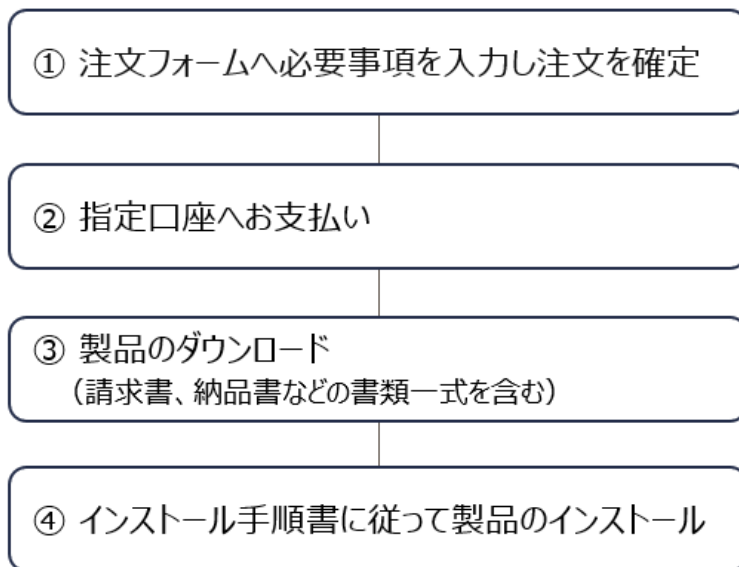 ① 注文フォームへ必要事項を入力し注文を確定
② 指定口座へお支払い
③ 製品のダウンロード
（請求書、納品書などの書類一式を含む）
④ インストール手順書に従って製品のインストール